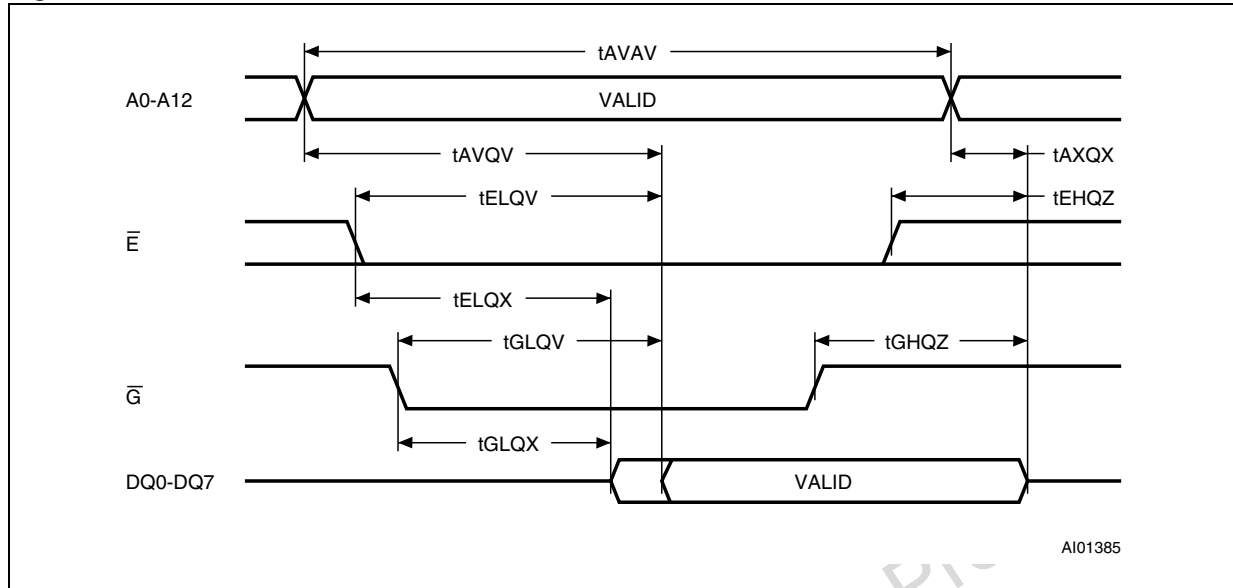 tAVAV
A0-A12
VALID
tAVQV
tAXQX
tELQV
tEHQZ
E̅
tELQX
tGLQV
tGHQZ
G̅
tGLQX
DQ0-DQ7
VALID
AI01385